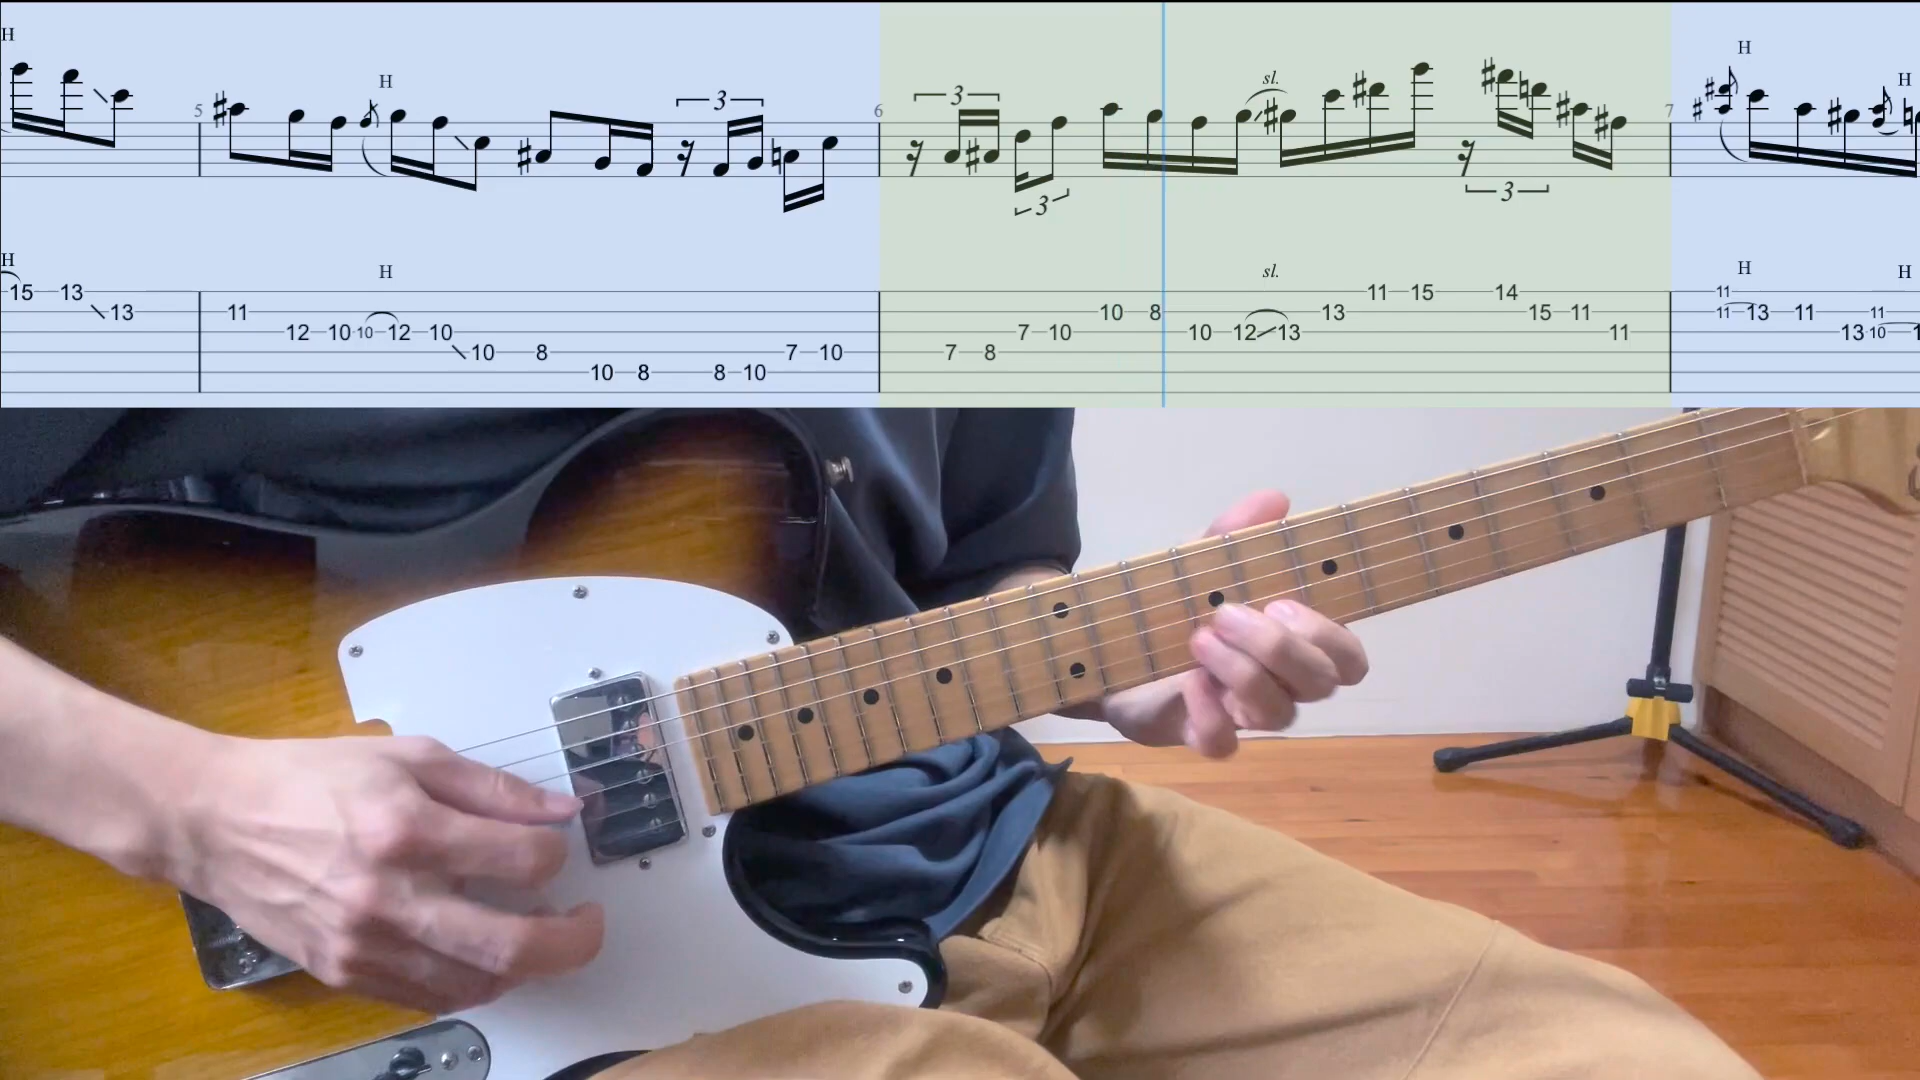 H H H
3 5 6 3 sl. 7 H
3 3
H H sl. H H
15 13 11 15 14 11
13 11 10 8 13 15 11 11 13 11 11
12 10 10 12 10 7 10 10 12 13 11 13 10 1
10 8 7 10 7 8
10 8 8 10